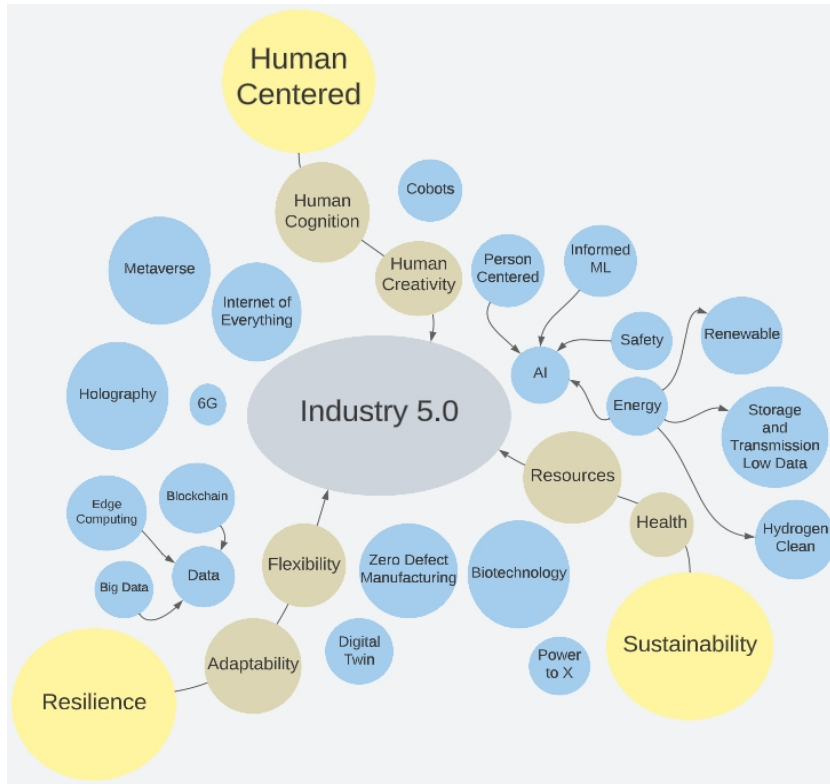 Human
Centered
Human
Cognition
Cobots
Human
Creativity
Person
Centered
Informed
ML
Metaverse
Internet of
Everything
Safety
Renewable
AI
Holography
6G
Industry 5.0
Energy
Storage
and
Transmission
Low Data
Resources
Edge
Computing
Blockchain
Health
Hydrogen
Clean
Flexibility
Zero Defect
Manufacturing
Biotechnology
Big Data
Data
Digital
Twin
Adaptability
Power
to X
Sustainability
Resilience